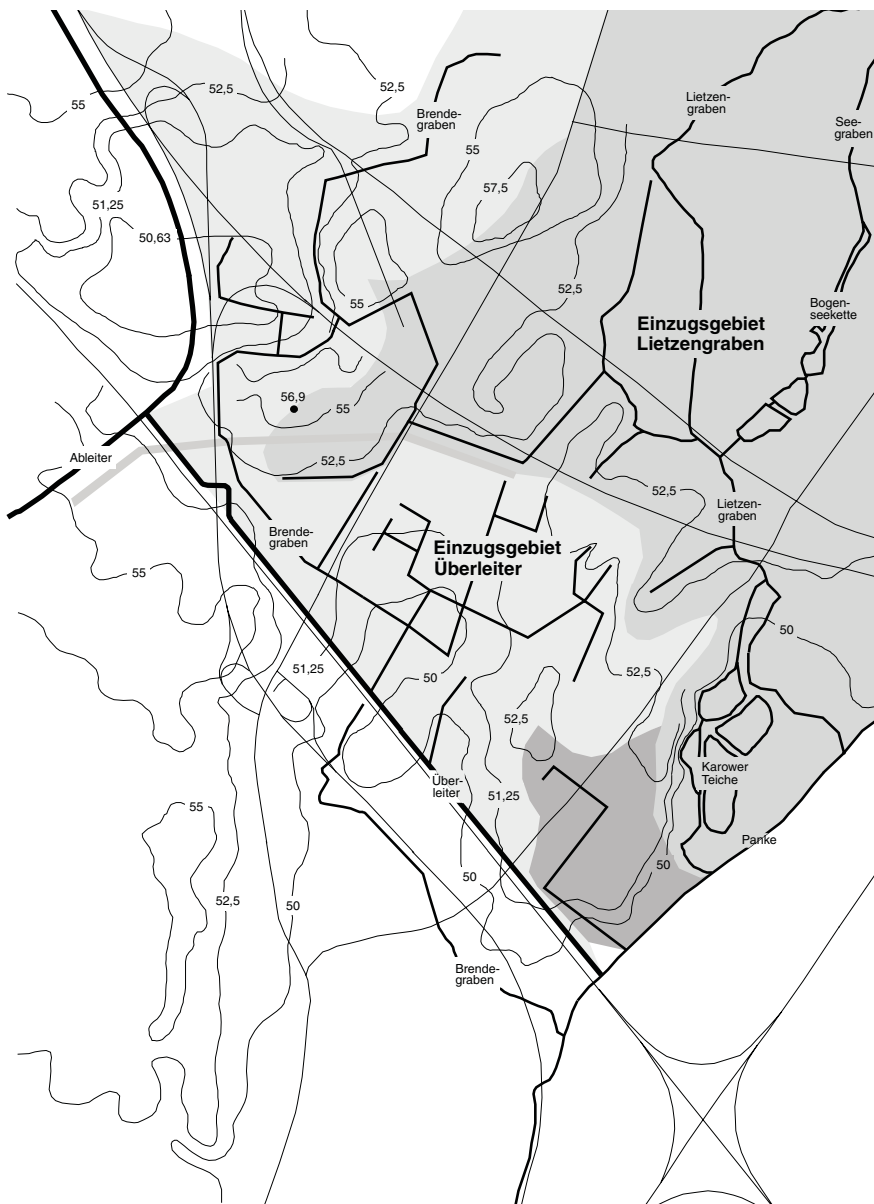 52,5
52,5
55
Brende-
graben
Lietzen-
graben
See-
graben
55
57,5
51,25
50,63
52,5
55
Bogen-
seekette
Einzugsgebiet
Lietzengraben
56,9
55
Ableiter
52,5
52,5
Lietzen-
graben
Brende-
graben
Einzugsgebiet
Überleiter
55
50
51,25
50
52,5
52,5
Karower
Teiche
Über-
leiter
51,25
55
Panke
50
50
52,5
50
Brende-
graben